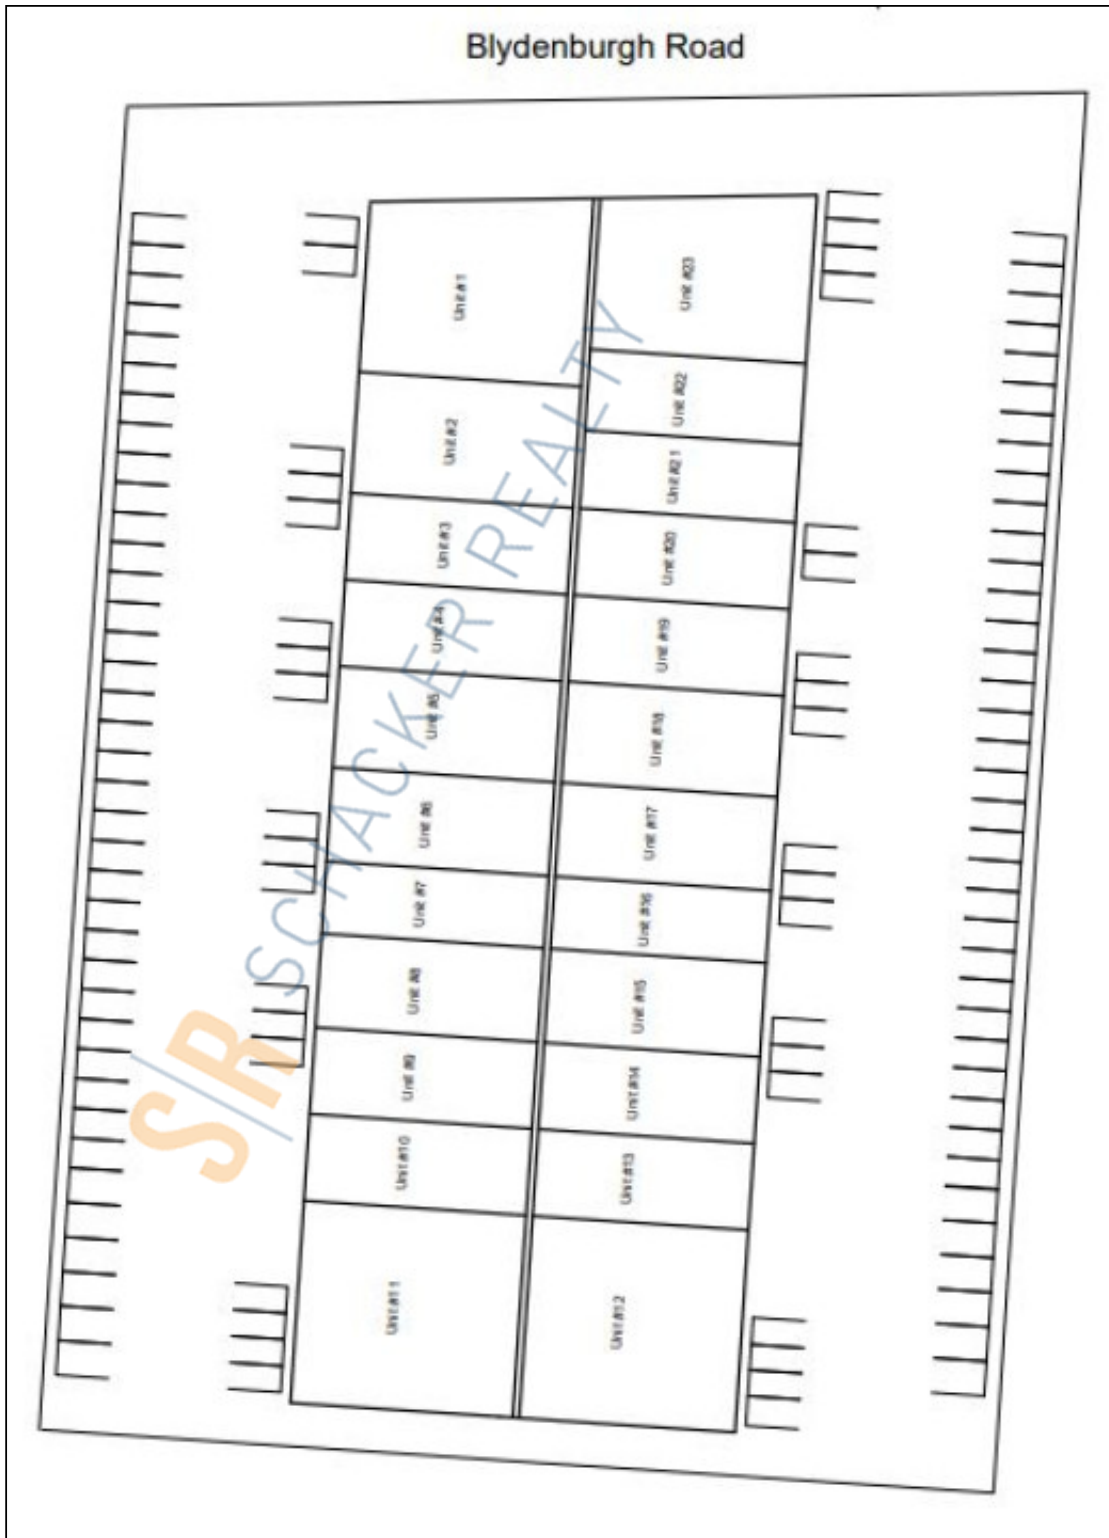 Blydenburgh Road
Unit #1
Unit #23
Unit #22
Unit #2
Unit #21
Unit #3
Unit #20
Unit #4
Unit #19
Unit #5
Unit #18
Unit #6
Unit #17
Unit #7
Unit #16
Unit #8
Unit #15
Unit #9
Unit #14
Unit #10
Unit #13
Unit #11
Unit #12
SR SCHACKER REALTY